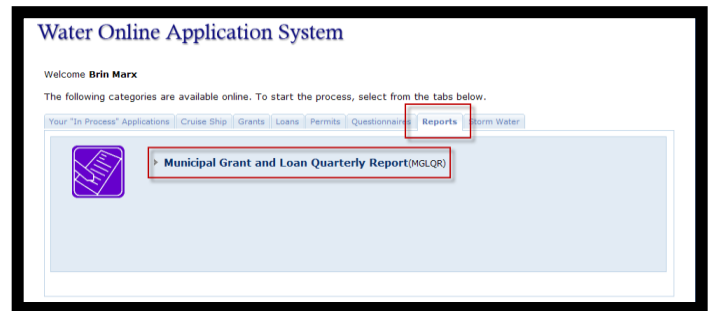 Water Online Application System
Welcome Brin Marx
The following categories are available online. To start the process, select from the tabs below.
Your "In Process" Applications Cruise Ship Grants Loans Permits Questionnaires Reports Storm Water
Municipal Grant and Loan Quarterly Report(MGLQR)